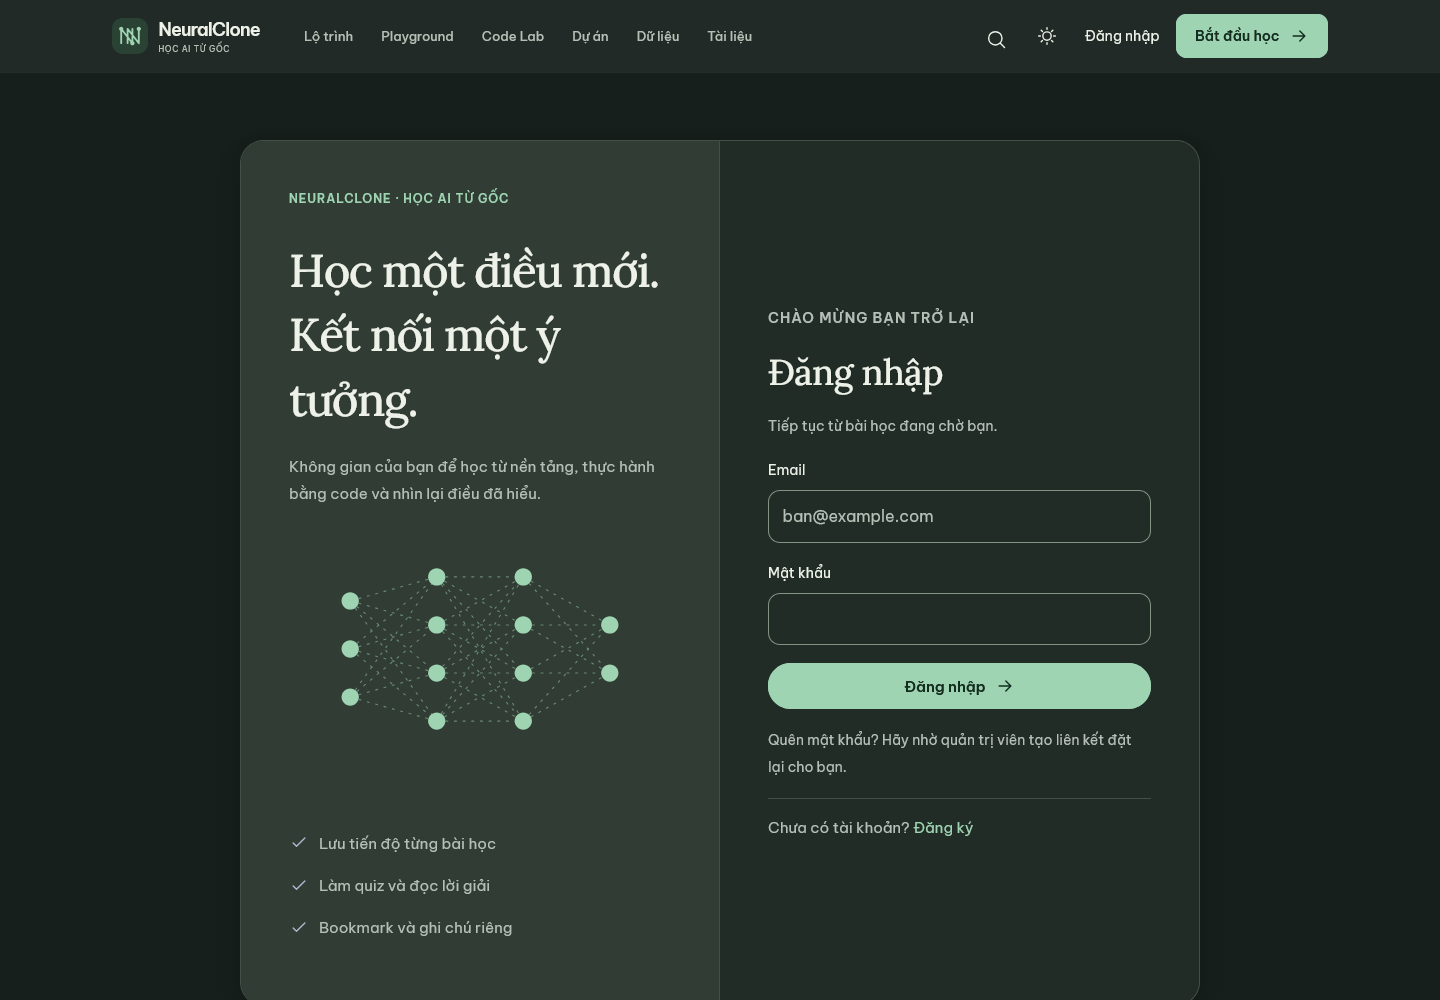 NeuralClone
HỌC AI TỪ GỐC
Lộ trình
Playground
Code Lab
Dự án
Dữ liệu
Tài liệu
Đăng nhập
Bắt đầu học
NEURALCLONE · HỌC AI TỪ GỐC
Học một điều mới.
Kết nối một ý
tưởng.
Không gian của bạn để học từ nền tảng, thực hành
bằng code và nhìn lại điều đã hiểu.
Lưu tiến độ từng bài học
Làm quiz và đọc lời giải
Bookmark và ghi chú riêng
CHÀO MỪNG BẠN TRỞ LẠI
Đăng nhập
Tiếp tục từ bài học đang chờ bạn.
Email
ban@example.com
Mật khẩu
Đăng nhập
Quên mật khẩu? Hãy nhờ quản trị viên tạo liên kết đặt
lại cho bạn.
Chưa có tài khoản? Đăng ký